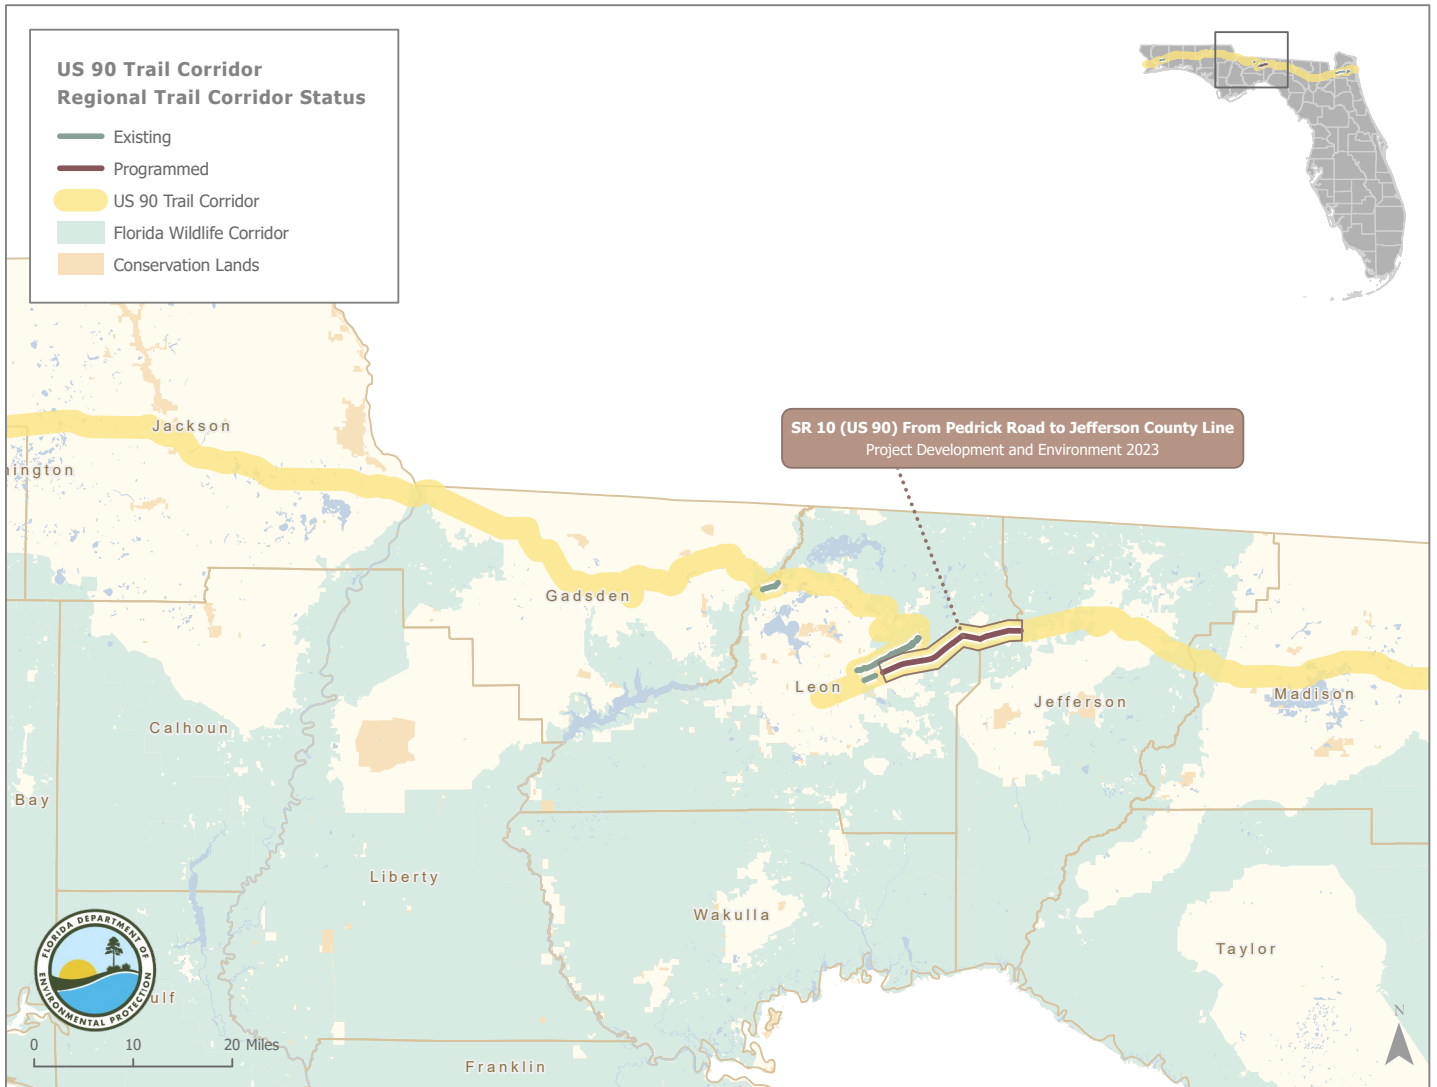 US 90 Trail Corridor
Regional Trail Corridor Status
Existing
Programmed
US 90 Trail Corridor
Florida Wildlife Corridor
Conservation Lands
SR 10 (US 90) From Pedrick Road to Jefferson County Line
Project Development and Environment 2023
Jackson
ington
Gadsden
Leon
Jefferson
Madison
Calhoun
Bay
Liberty
Wakulla
Taylor
ulf
Franklin
FLORIDA DEPARTMENT OF
ENVIRONMENTAL PROTECTION
0 10 20 Miles
N